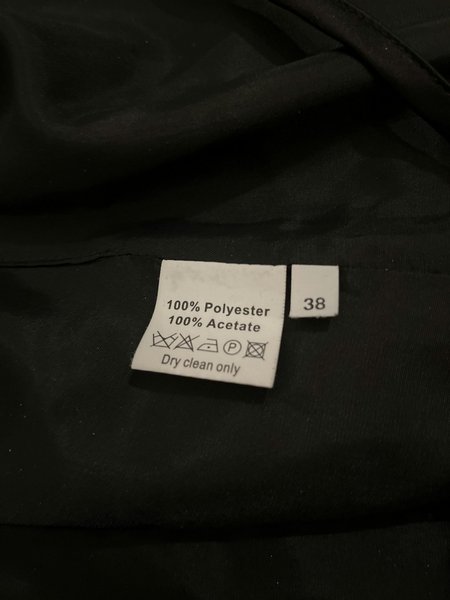 100% Polyester
100% Acetate
P
Dry clean only
38